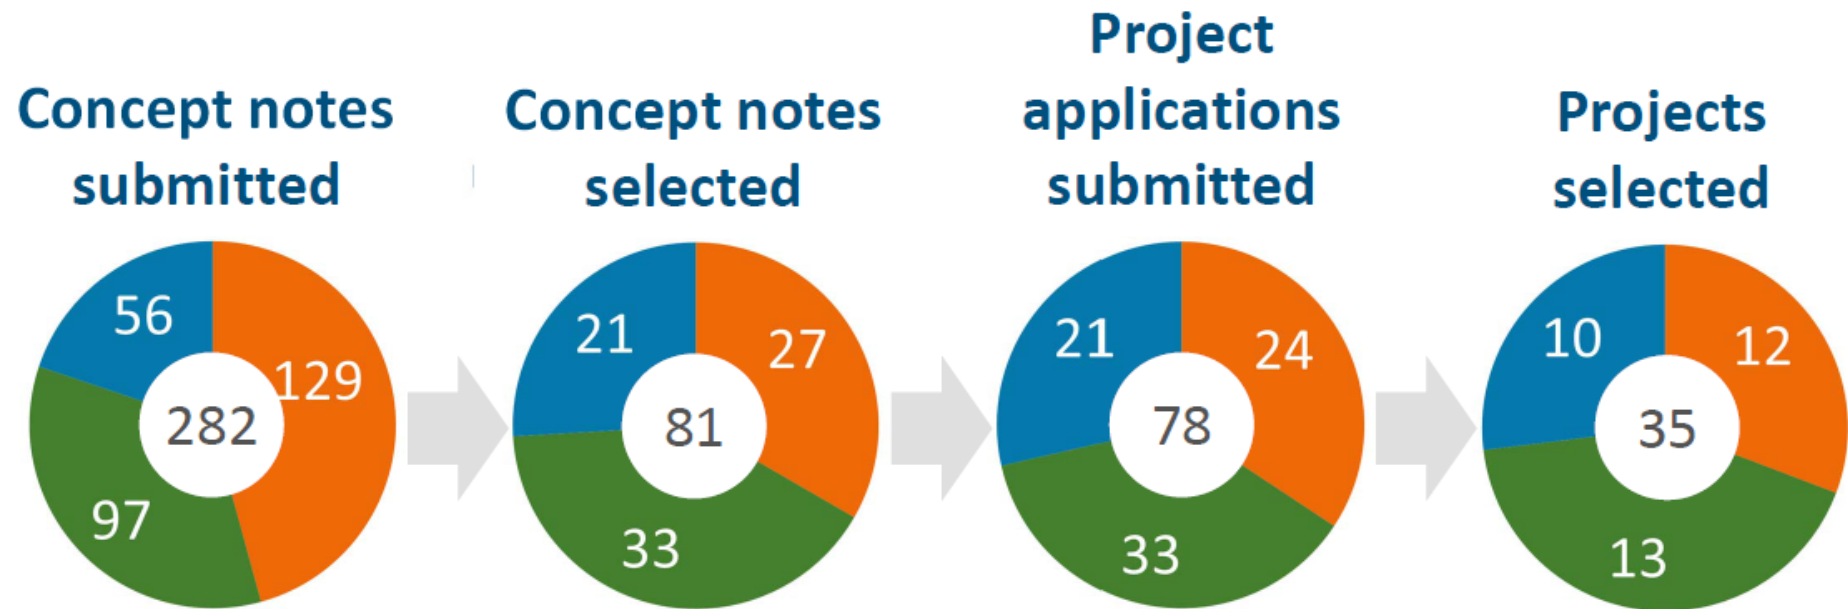 Concept notes
submitted
Concept notes
selected
Project
applications
submitted
Projects
selected
56
129
282
97
21
27
81
33
21
24
78
33
10
12
35
13